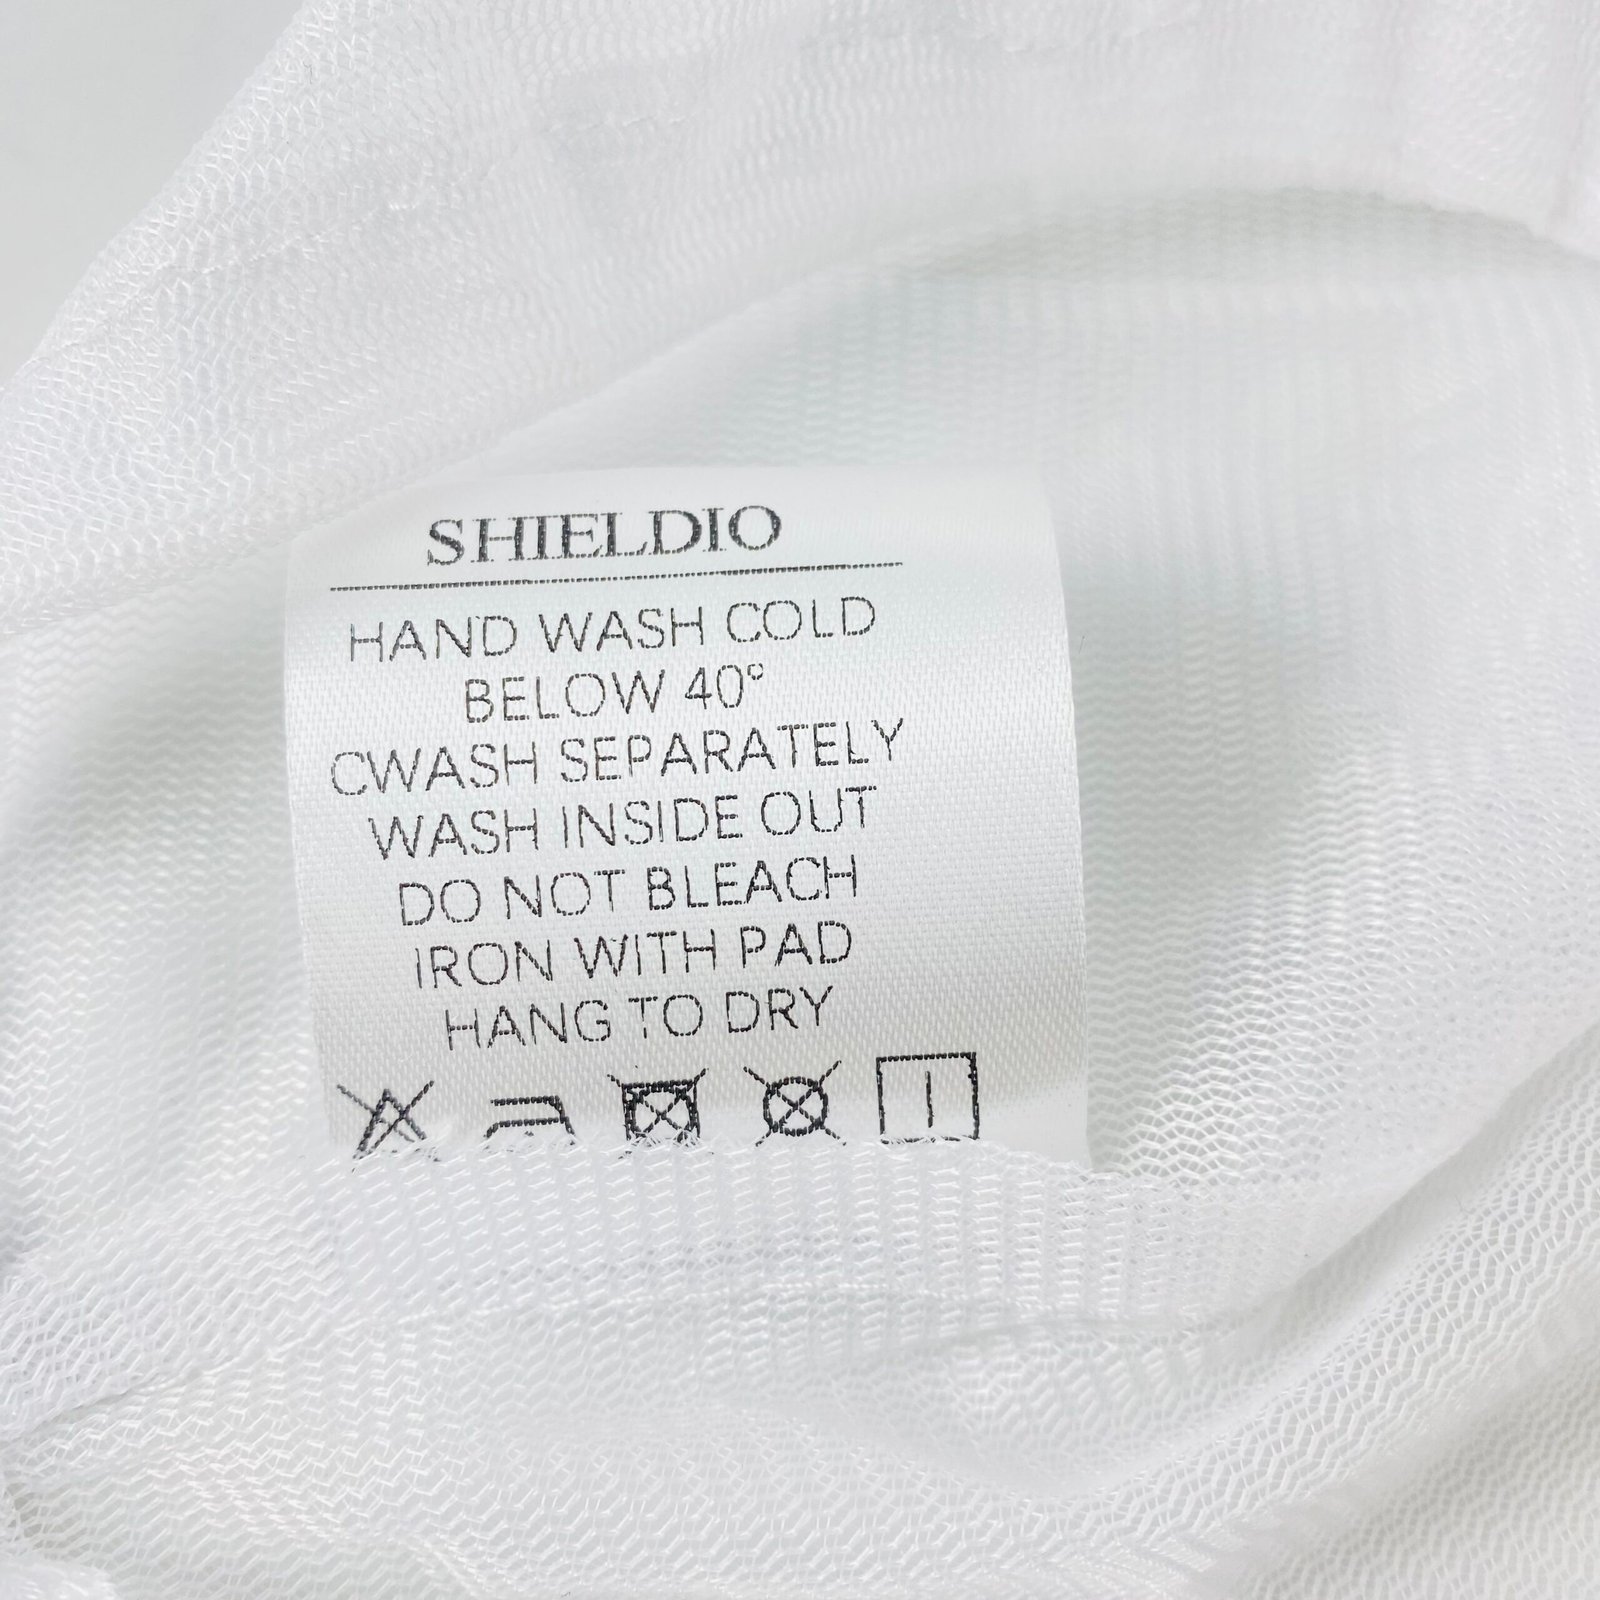 SHIELDIO
HAND WASH COLD
BELOW 40°
CWASH SEPARATELY
WASH INSIDE OUT
DO NOT BLEACH
IRON WITH PAD
HANG TO DRY